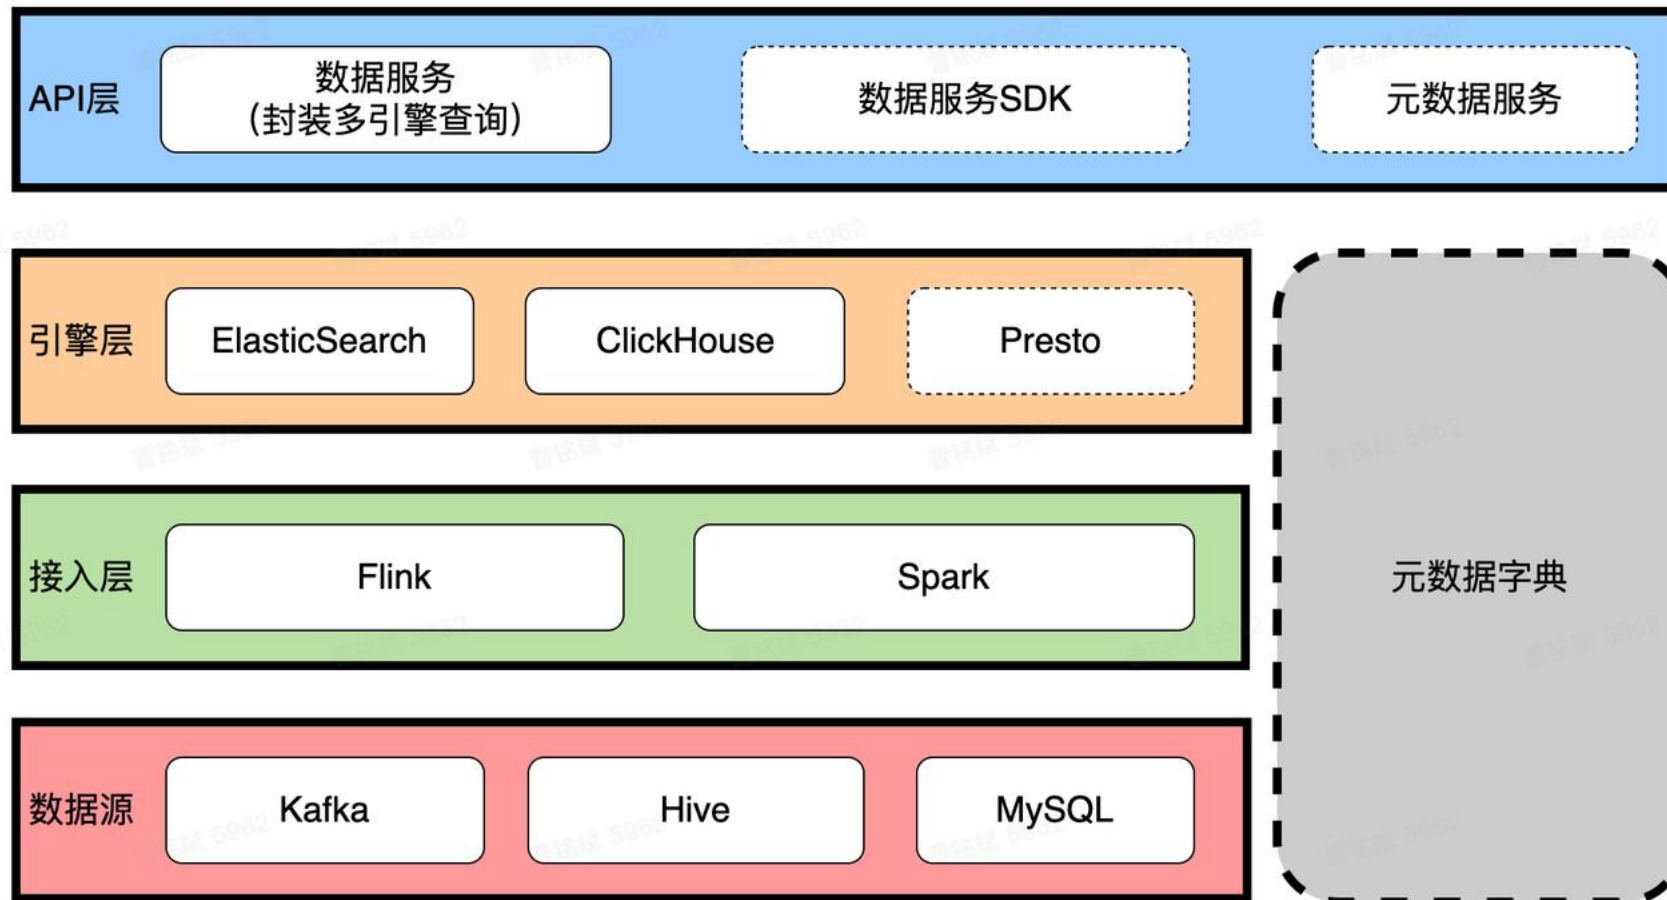 API层
数据服务
（封装多引擎查询）
数据服务SDK
元数据服务
引擎层
ElasticSearch
ClickHouse
Presto
接入层
Flink
Spark
元数据字典
数据源
Kafka
Hive
MySQL